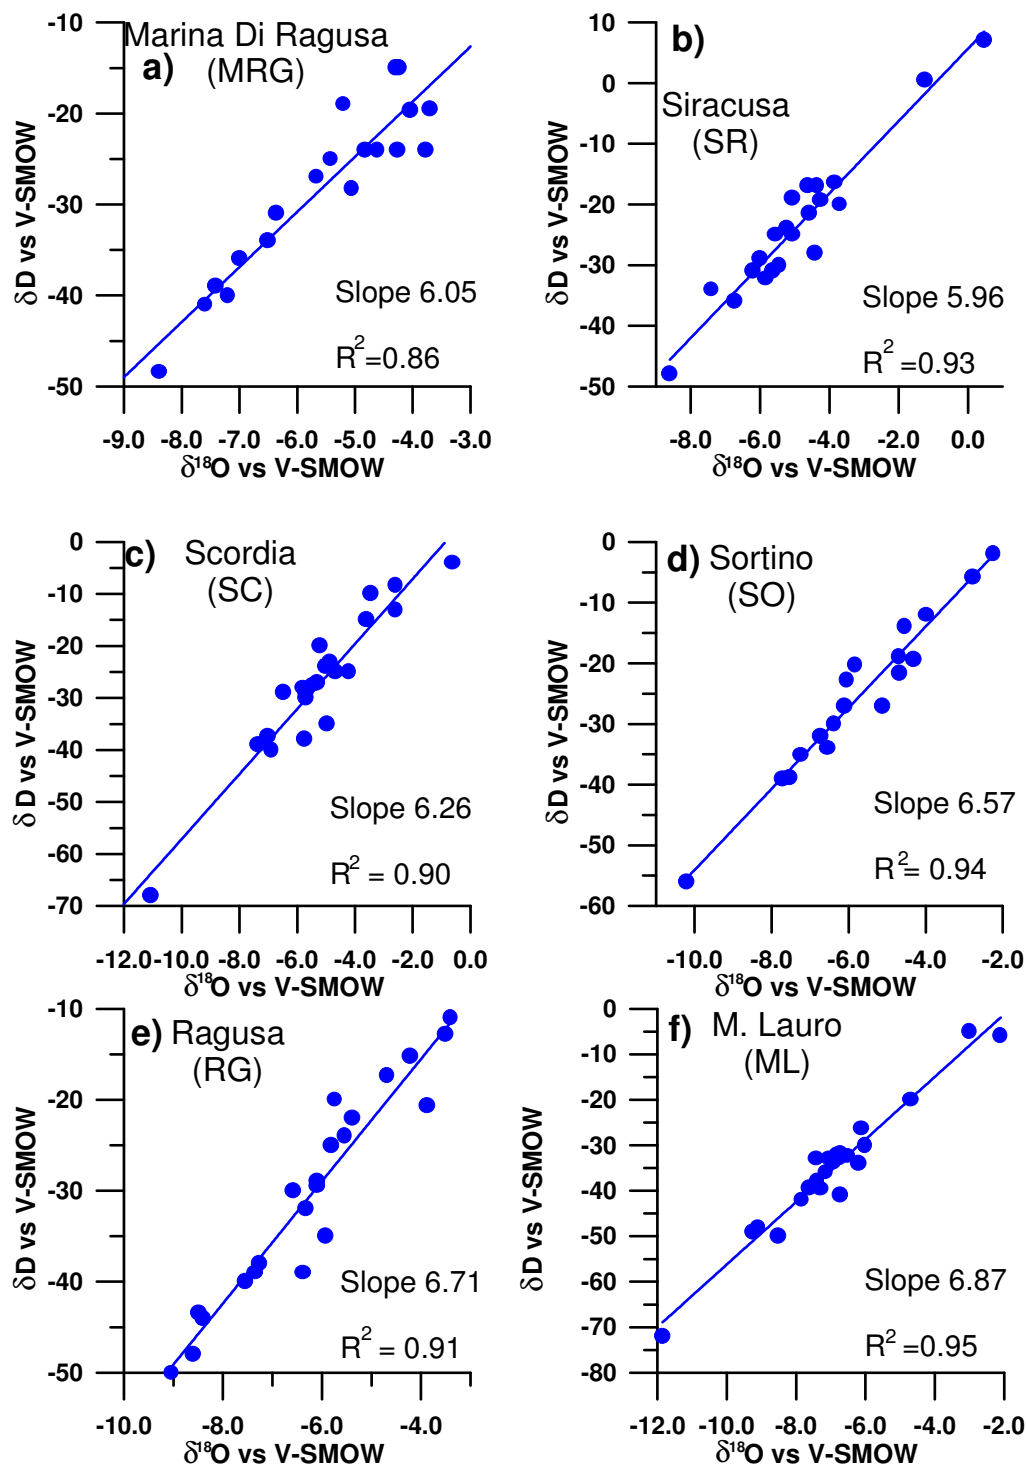 Marina Di Ragusa
a)
(MRG)
-10
-20
-30
-40
-50
δD vs V-SMOW
Slope 6.05
R²=0.86
-9.0 -8.0 -7.0 -6.0 -5.0 -4.0 -3.0
δ¹⁸O vs V-SMOW
b)
Siracusa
(SR)
10
0
-10
-20
-30
-40
-50
δD vs V-SMOW
Slope 5.96
R² =0.93
-8.0 -6.0 -4.0 -2.0 0.0
δ¹⁸O vs V-SMOW
c) Scordia
(SC)
0
-10
-20
-30
-40
-50
-60
-70
δ D vs V-SMOW
Slope 6.26
R² = 0.90
-12.0 -10.0 -8.0 -6.0 -4.0 -2.0 0.0
δ¹⁸O vs V-SMOW
d) Sortino
(SO)
0
-10
-20
-30
-40
-50
-60
δD vs V-SMOW
Slope 6.57
R²= 0.94
-10.0 -8.0 -6.0 -4.0 -2.0
δ¹⁸O vs V-SMOW
e) Ragusa
(RG)
-10
-20
-30
-40
-50
δD vs V-SMOW
Slope 6.71
R² = 0.91
-10.0 -8.0 -6.0 -4.0
δ¹⁸O vs V-SMOW
f) M. Lauro
(ML)
0
-10
-20
-30
-40
-50
-60
-70
-80
δD vs V-SMOW
Slope 6.87
R² =0.95
-12.0 -10.0 -8.0 -6.0 -4.0 -2.0
δ¹⁸O vs V-SMOW